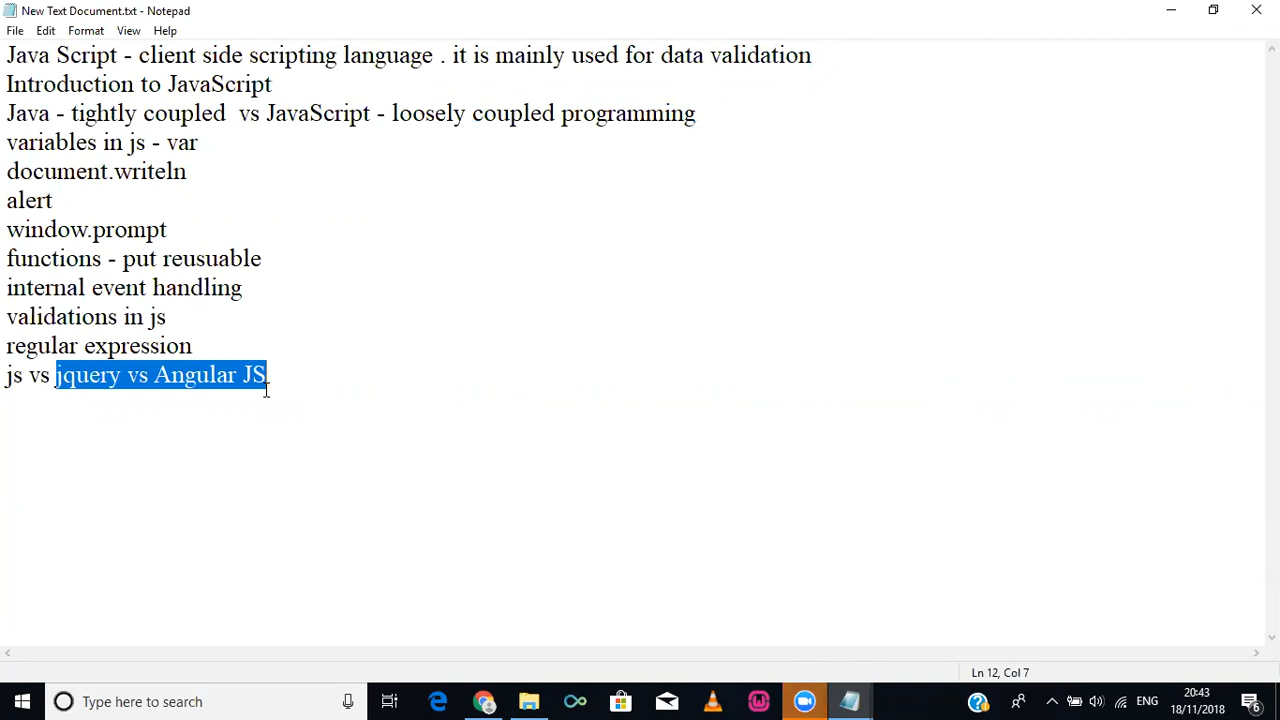 New Text Document.txt - Notepad
File Edit Format View Help
Java Script - client side scripting language . it is mainly used for data validation
Introduction to JavaScript
Java - tightly coupled  vs JavaScript - loosely coupled programming
variables in js - var
document.writeln
alert
window.prompt
functions - put reusuable
internal event handling
validations in js
regular expression
js vs jquery vs Angular JS
Ln 12, Col 7
Type here to search
ENG
20:43
18/11/2018
6